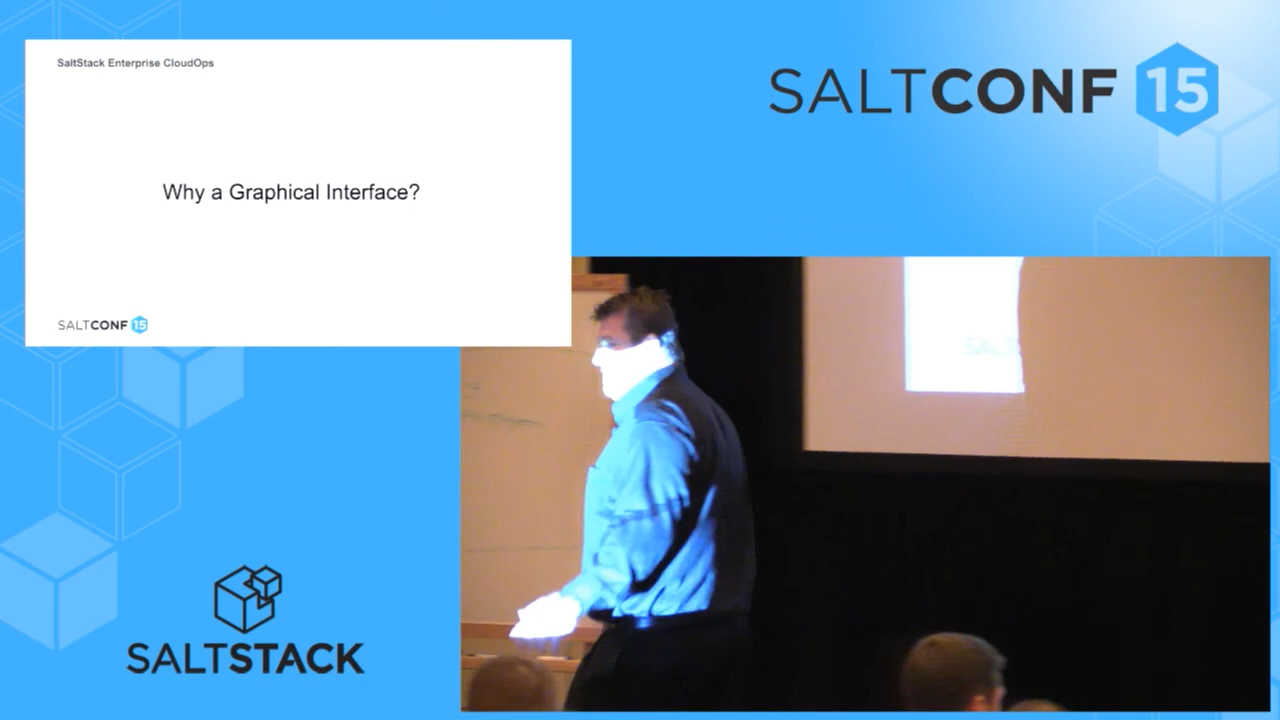 SaltStack Enterprise CloudOps
Why a Graphical Interface?
SALTCONF 15
SALTCONF 15
SALTSTACK